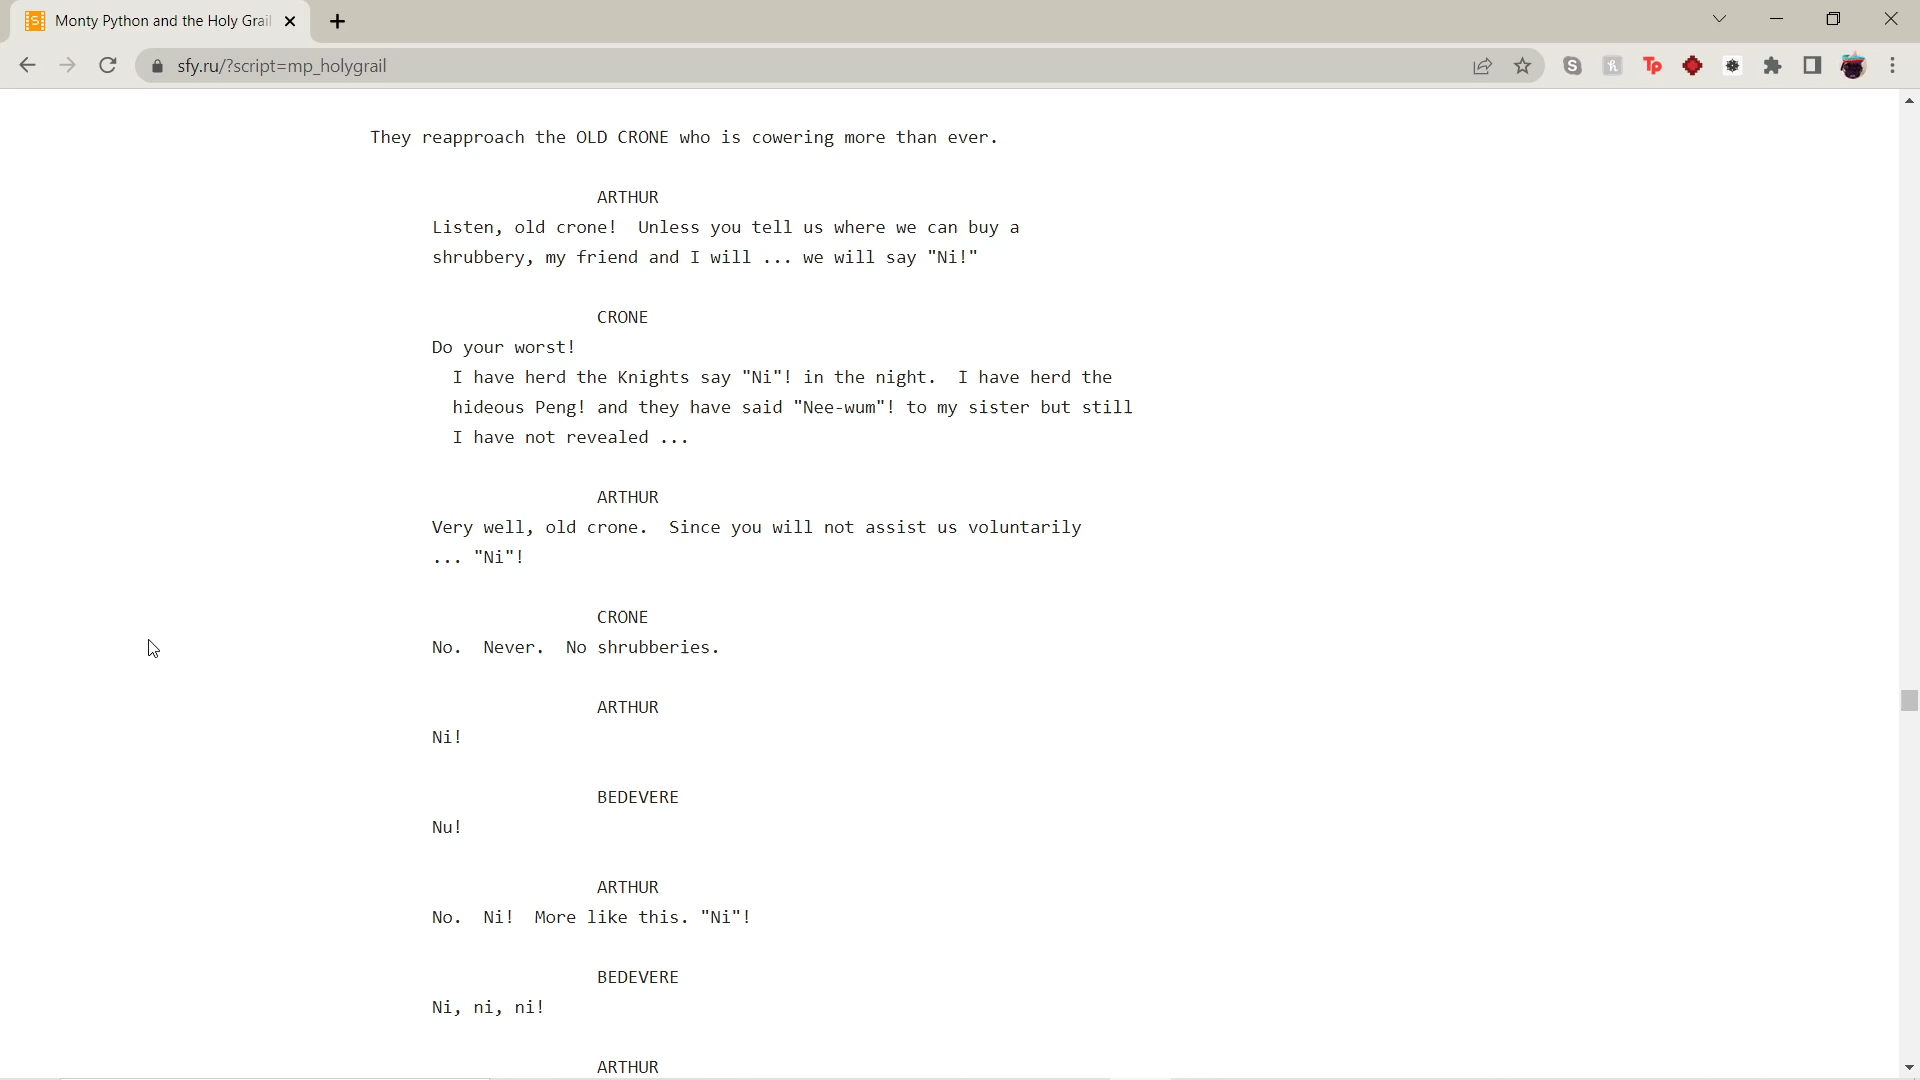 Monty Python and the Holy Grail
sfy.ru/?script=mp_holygrail
They reapproach the OLD CRONE who is cowering more than ever.
ARTHUR
Listen, old crone!  Unless you tell us where we can buy a
shrubbery, my friend and I will ... we will say "Ni!"
CRONE
Do your worst!
I have herd the Knights say "Ni"! in the night.  I have herd the
hideous Peng! and they have said "Nee-wum"! to my sister but still
I have not revealed ...
ARTHUR
Very well, old crone.  Since you will not assist us voluntarily
... "Ni"!
CRONE
No.  Never.  No shrubberies.
ARTHUR
Ni!
BEDEVERE
Nu!
ARTHUR
No.  Ni!  More like this. "Ni"!
BEDEVERE
Ni, ni, ni!
ARTHUR